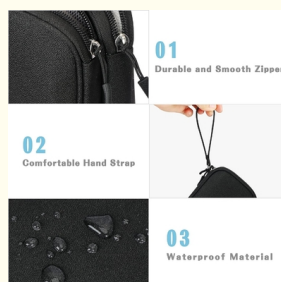 01
Durable and Smooth Zipper
02
Comfortable Hand Strap
03
Waterproof Material